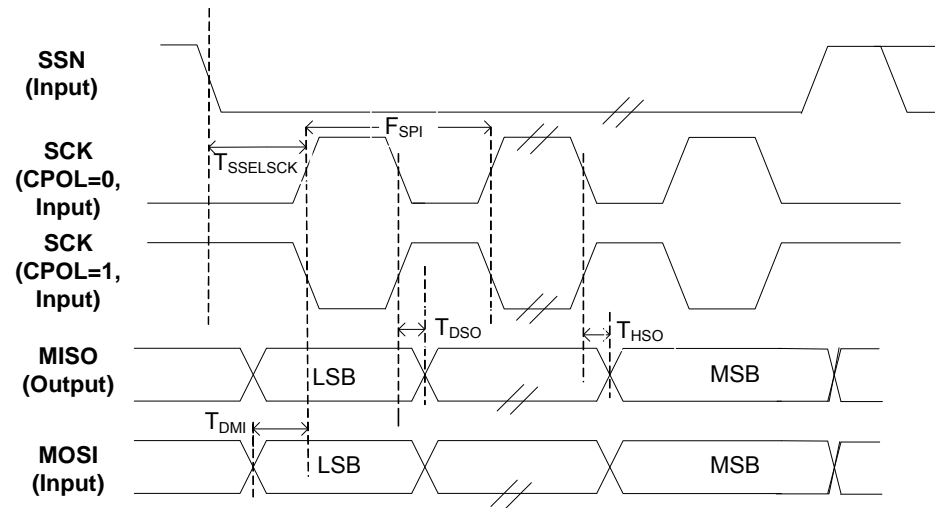 SSN
(Input)
F_SPI
SCK
(CPOL=0,
Input)
T_SSELSCK
SCK
(CPOL=1,
Input)
T_DSO
T_HSO
MISO
(Output)
LSB
MSB
T_DMI
MOSI
(Input)
LSB
MSB